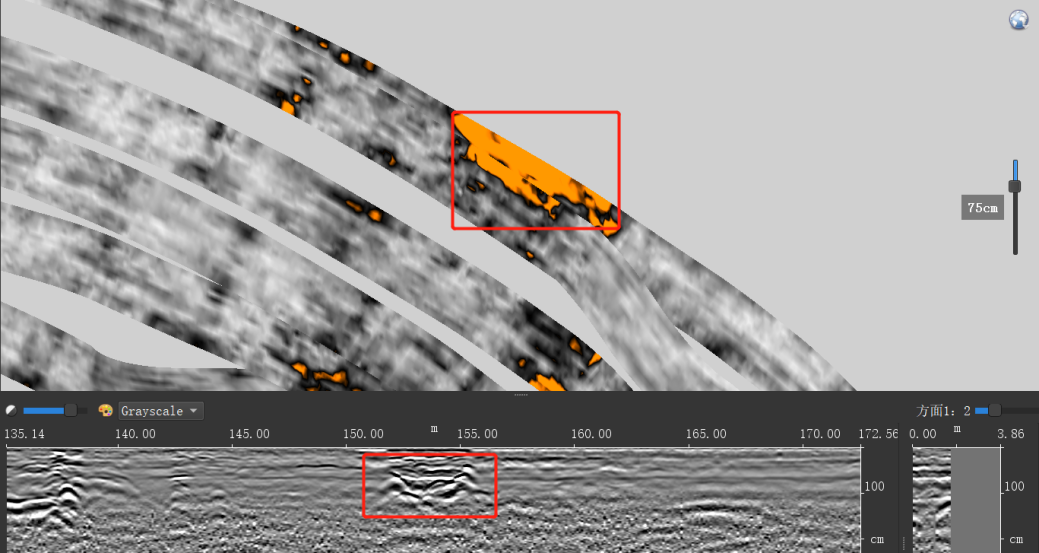 75cm
Grayscale
方面1: 2
135.14 140.00 145.00 150.00 m 155.00 160.00 165.00 170.00 172.56 0.00 m 3.86
100 100
cm cm